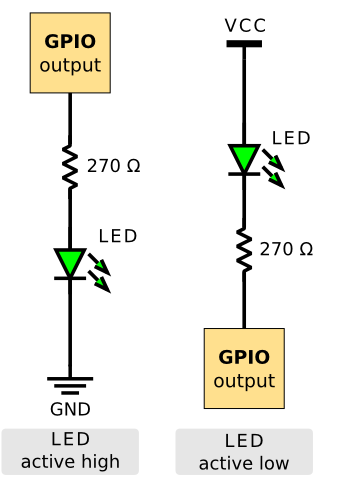 GPIO
output
270 Ω
LED
GND
LED
active high
VCC
LED
270 Ω
GPIO
output
LED
active low